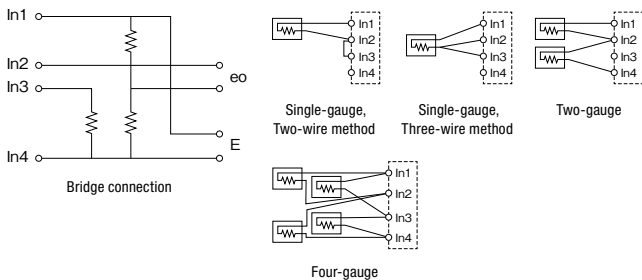 In1
In2
In3
In4
eo
E
Bridge connection
In1
In2
In3
In4
Single-gauge,
Two-wire method
In1
In2
In3
In4
Single-gauge,
Three-wire method
In1
In2
In3
In4
Two-gauge
In1
In2
In3
In4
Four-gauge